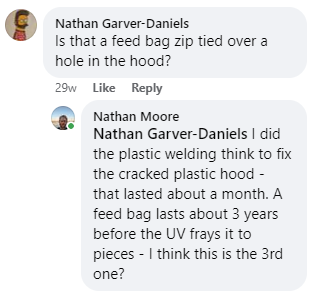 Nathan Garver-Daniels
Is that a feed bag zip tied over a
hole in the hood?
29w Like Reply
Nathan Moore
Nathan Garver-Daniels I did
the plastic welding think to fix
the cracked plastic hood -
that lasted about a month. A
feed bag lasts about 3 years
before the UV frays it to
pieces - I think this is the 3rd
one?